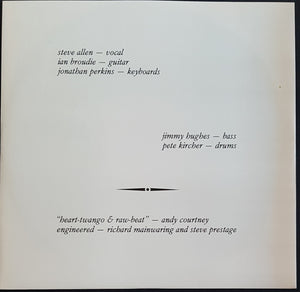 steve allen — vocal
ian broudie — guitar
jonathan perkins — keyboards
jimmy hughes — bass
pete kircher — drums
"heart-twango & raw-beat" — andy courtney
engineered — richard mainwaring and steve prestage